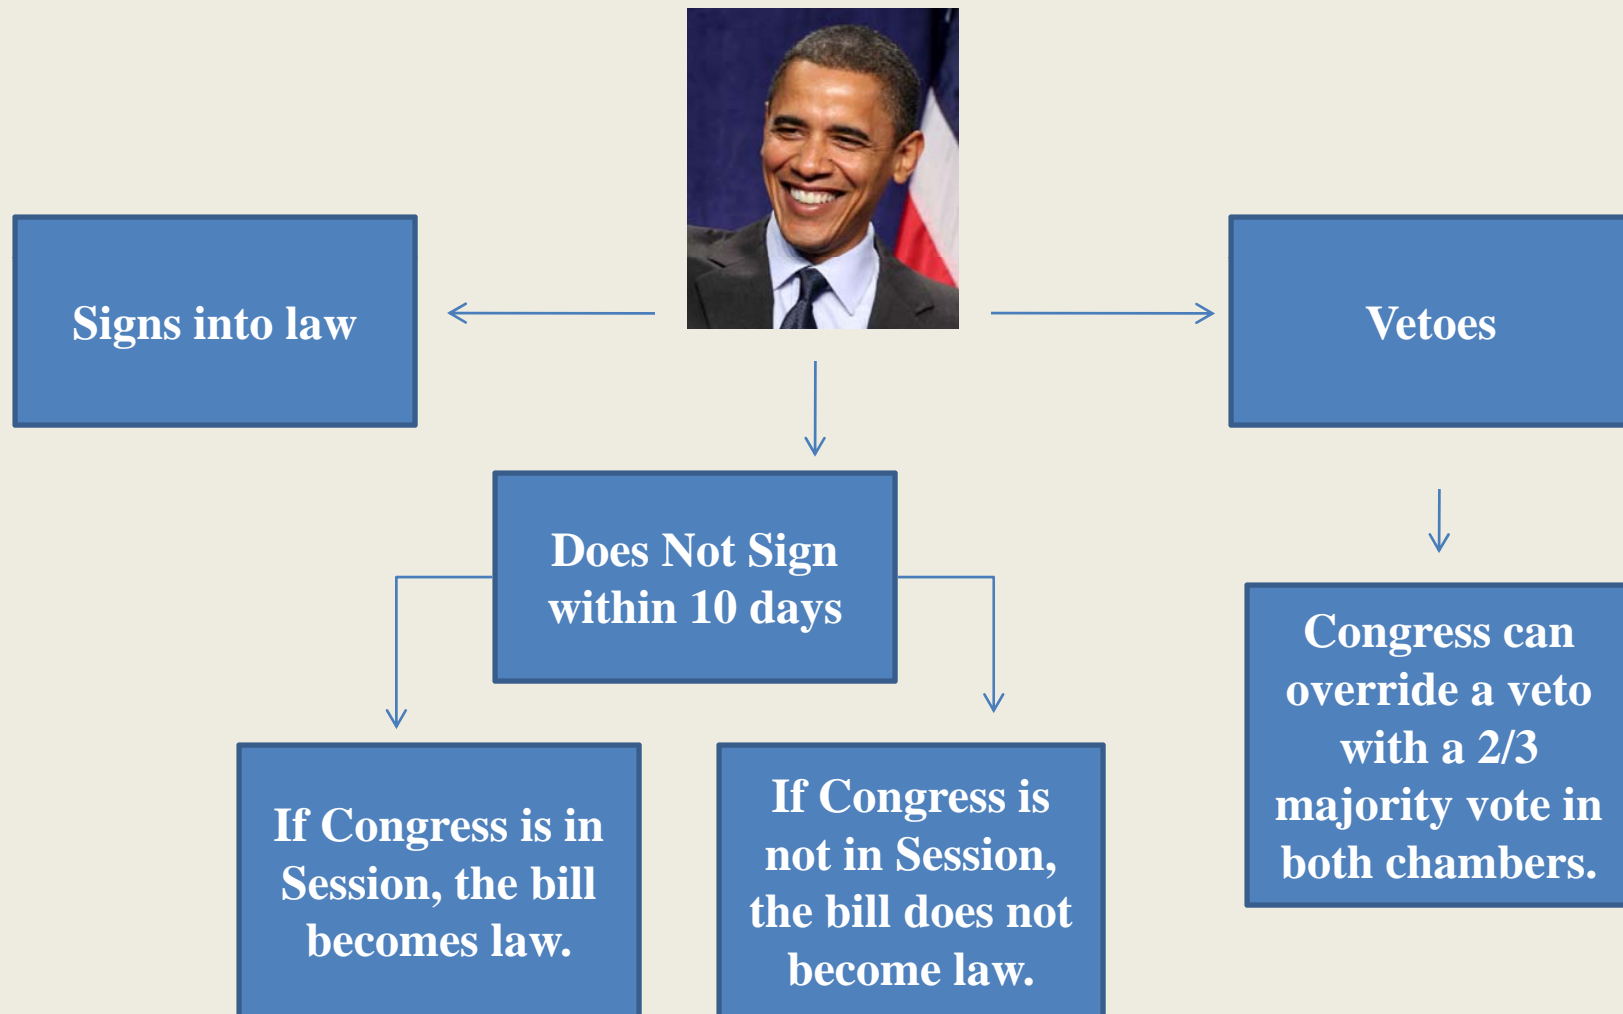 Signs into law
Vetoes
Does Not Sign
within 10 days
Congress can
override a veto
with a 2/3
majority vote in
both chambers.
If Congress is in
Session, the bill
becomes law.
If Congress is
not in Session,
the bill does not
become law.